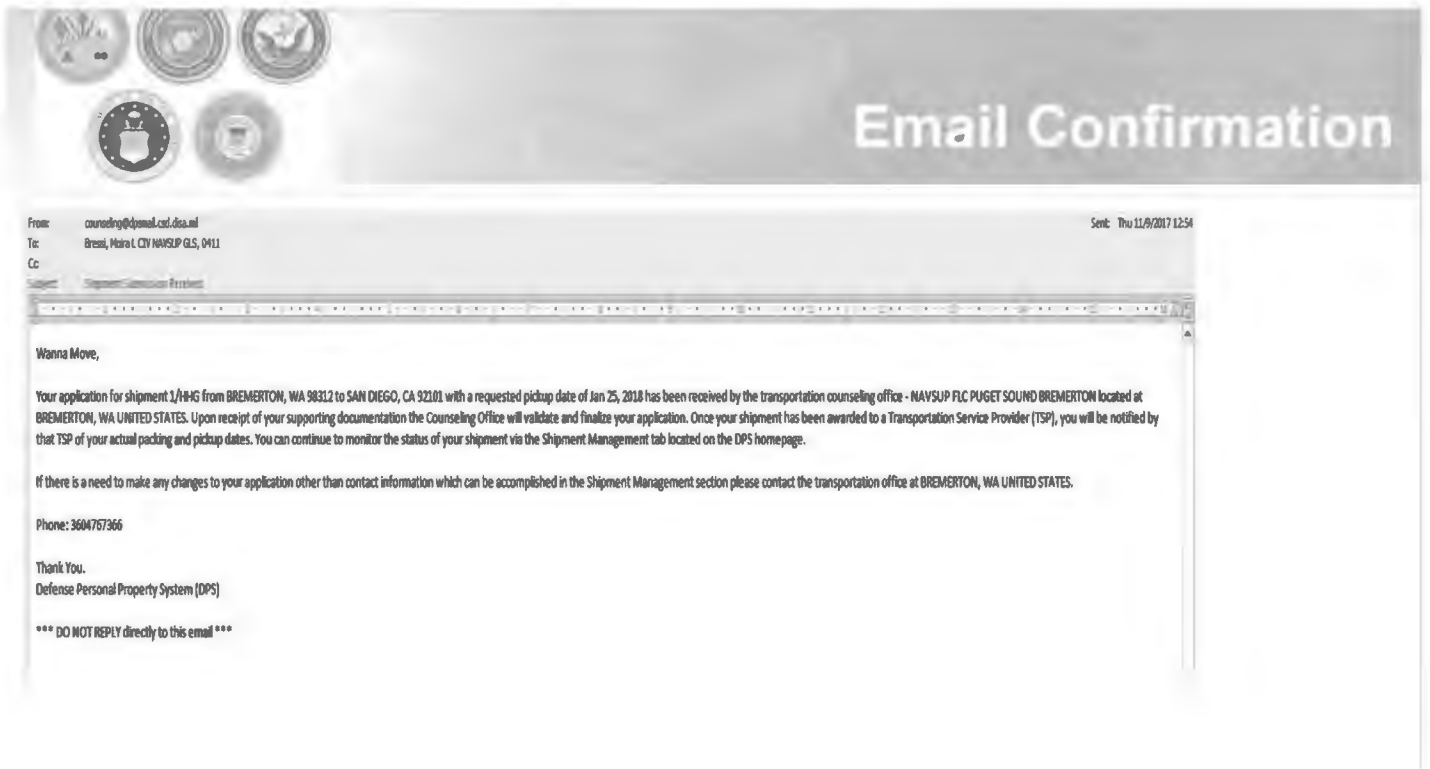 Email Confirmation
From: counseling@dpsmail.csd.disa.mil
Sent: Thu 11/9/2017 12:54
To: Bressi, Moira L CIV NAVSUP GLS, 0411
Cc:
Subject: Shipment Submission Received
Wanna Move,
Your application for shipment 1/HHG from BREMERTON, WA 98312 to SAN DIEGO, CA 92101 with a requested pickup date of Jan 25, 2018 has been received by the transportation counseling office - NAVSUP FLC PUGET SOUND BREMERTON located at
BREMERTON, WA UNITED STATES. Upon receipt of your supporting documentation the Counseling Office will validate and finalize your application. Once your shipment has been awarded to a Transportation Service Provider (TSP), you will be notified by
that TSP of your actual packing and pickup dates. You can continue to monitor the status of your shipment via the Shipment Management tab located on the DPS homepage.
If there is a need to make any changes to your application other than contact information which can be accomplished in the Shipment Management section please contact the transportation office at BREMERTON, WA UNITED STATES.
Phone: 3604767366
Thank You.
Defense Personal Property System (DPS)
*** DO NOT REPLY directly to this email ***